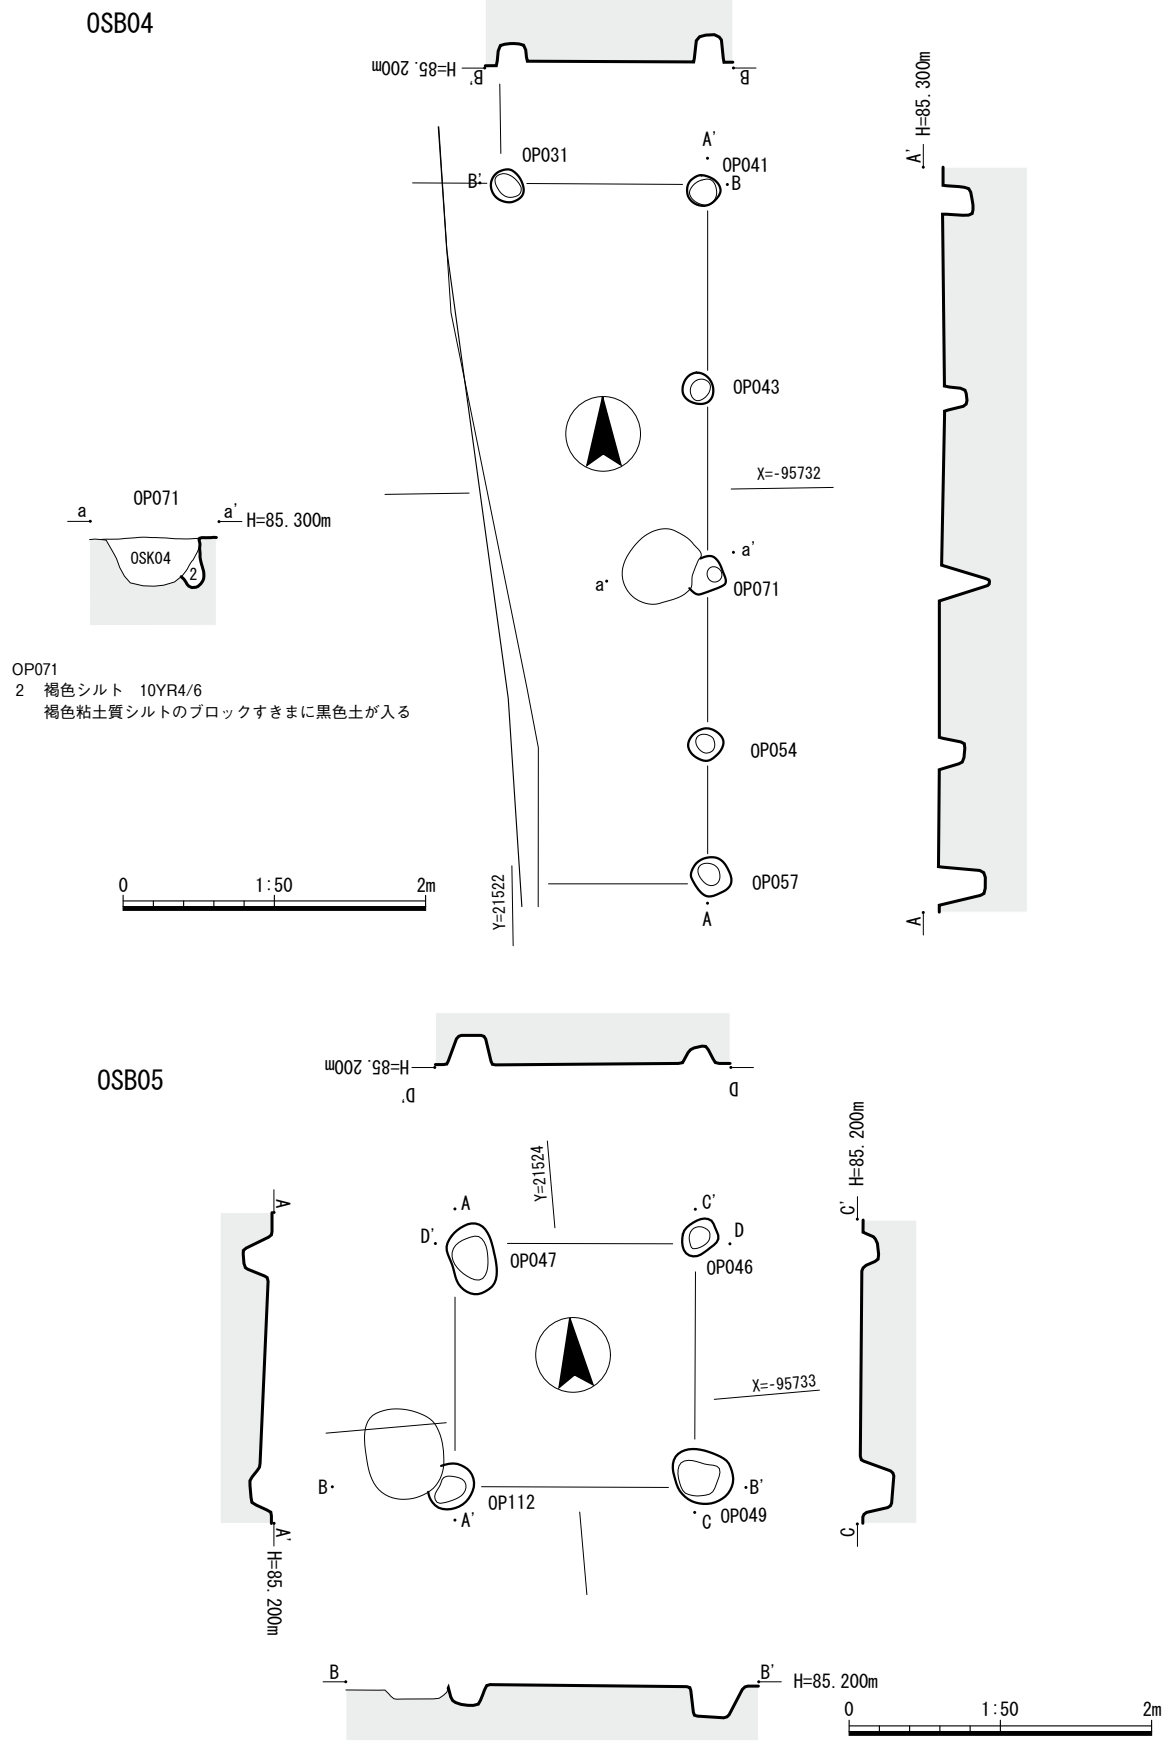 OSB04
H=85.200m
B'
B
A'
H=85.300m
A'
OP031
OP041
B'
B
OP043
X=-95732
OP071
a
a'
H=85.300m
OSK04
2
a'
a
OP071
OP071
2 褐色シルト 10YR4/6
褐色粘土質シルトのブロックすきまに黒色土が入る
OP054
0 1:50 2m
Y=21522
OP057
A
A
OSB05
H=85.200m
D'
D
Y=21524
H=85.200m
A
A
C'
C'
D'
D
OP047
OP046
X=-95733
B
OP112
B'
OP049
A'
C
A'
C
H=85.200m
B
B'
H=85.200m
0 1:50 2m